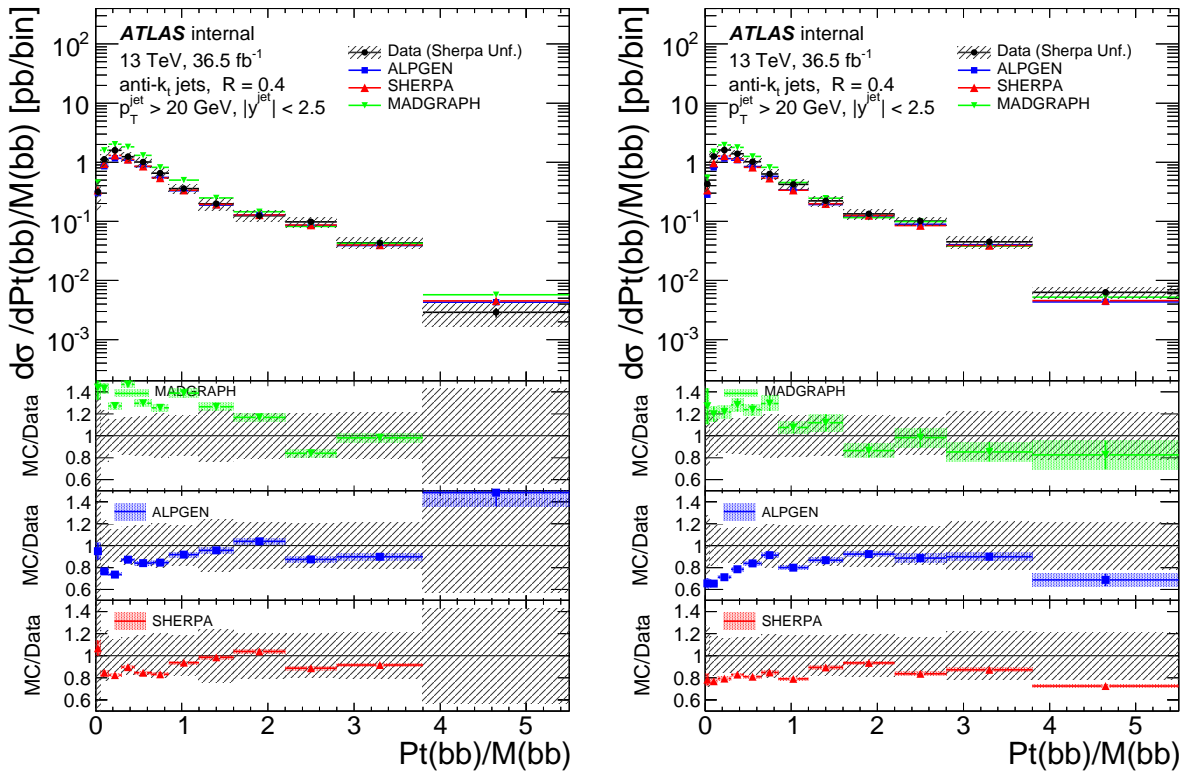 dσ /dPt(bb)/M(bb) [pb/bin]
10²
10
1
10⁻¹
10⁻²
10⁻³
ATLAS internal
13 TeV, 36.5 fb⁻¹
anti-kₜ jets, R = 0.4
p_T^jet > 20 GeV, |y^jet| < 2.5
Data (Sherpa Unf.)
ALPGEN
SHERPA
MADGRAPH
MC/Data
1.4
1.2
1
0.8
0.6
MADGRAPH
MC/Data
1.4
1.2
1
0.8
0.6
ALPGEN
MC/Data
1.4
1.2
1
0.8
0.6
SHERPA
0 1 2 3 4 5
Pt(bb)/M(bb)
dσ /dPt(bb)/M(bb) [pb/bin]
10²
10
1
10⁻¹
10⁻²
10⁻³
ATLAS internal
13 TeV, 36.5 fb⁻¹
anti-kₜ jets, R = 0.4
p_T^jet > 20 GeV, |y^jet| < 2.5
Data (Sherpa Unf.)
ALPGEN
SHERPA
MADGRAPH
MC/Data
1.4
1.2
1
0.8
0.6
MADGRAPH
MC/Data
1.4
1.2
1
0.8
0.6
ALPGEN
MC/Data
1.4
1.2
1
0.8
0.6
SHERPA
0 1 2 3 4 5
Pt(bb)/M(bb)